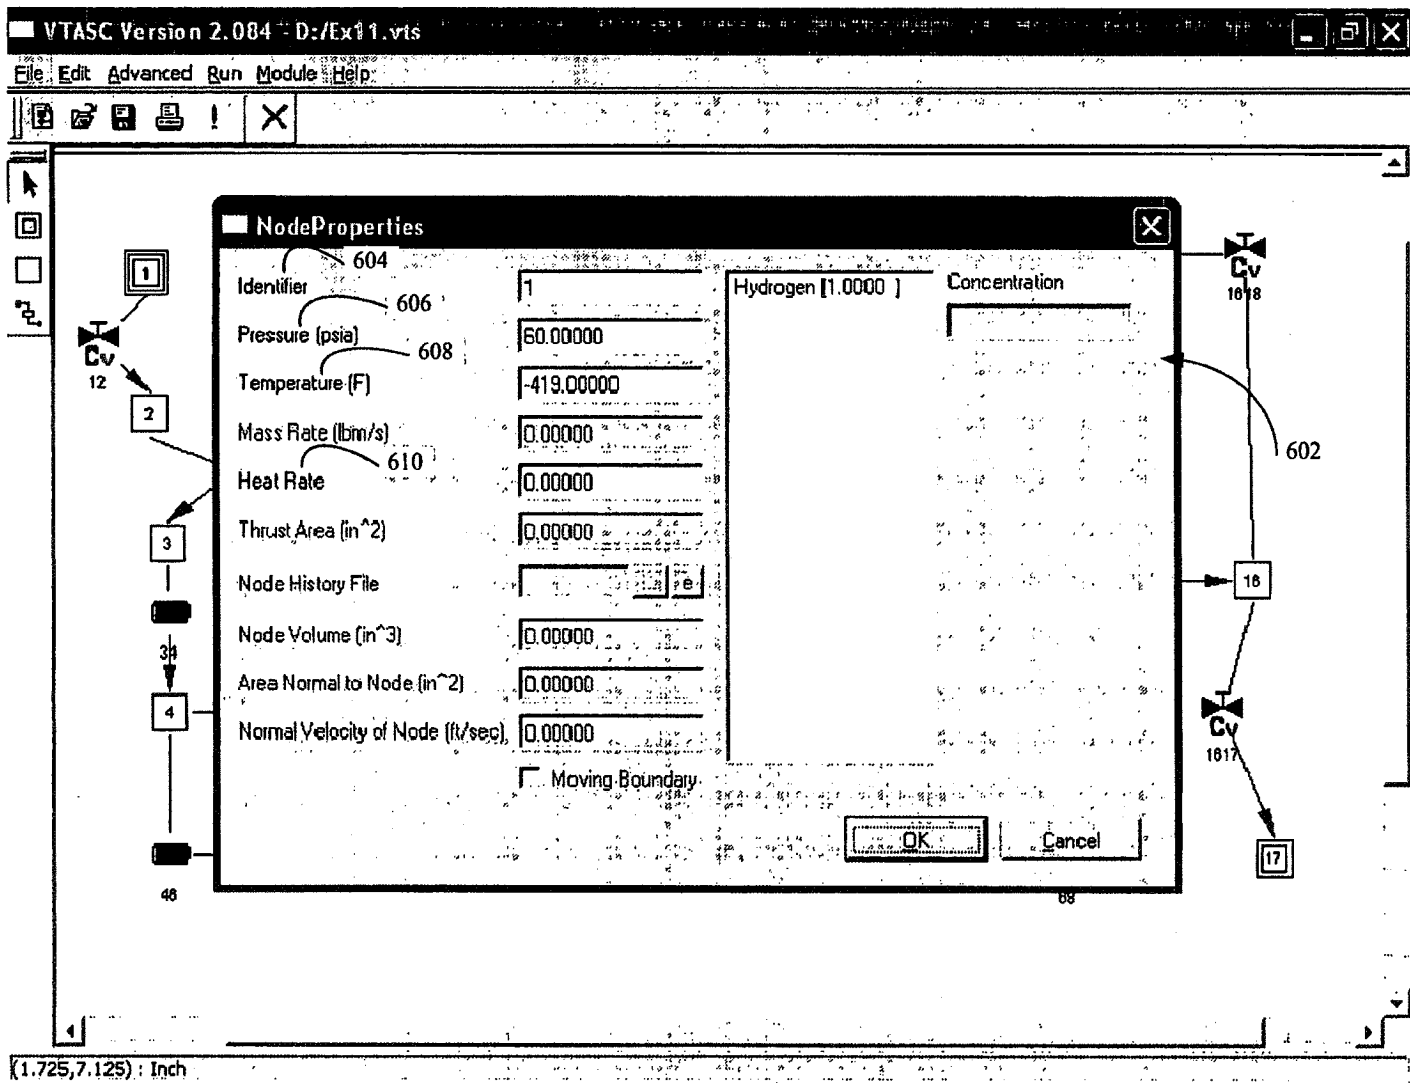 VTASC Version 2.084 - D:/Ex11.vts
File Edit Advanced Run Module Help
NodeProperties
604
Identifier 1
Hydrogen [1.0000 ] Concentration
606
Pressure (psia) 60.00000
608
Temperature (F) -419.00000
Mass Rate (lbm/s) 0.00000
610
Heat Rate 0.00000
Thrust Area (in^2) 0.00000
Node History File e
Node Volume (in^3) 0.00000
Area Normal to Node (in^2) 0.00000
Normal Velocity of Node (ft/sec) 0.00000
Moving Boundary
OK Cancel
602
1
Cv
12
2
3
34
4
46
68
Cv
1618
16
Cv
1617
17
(1.725,7.125) : Inch